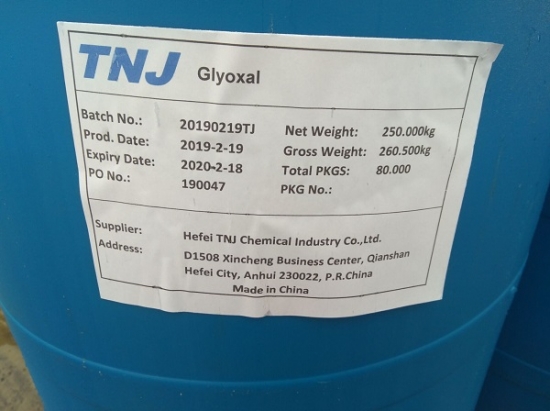 TNJ Glyoxal
Batch No.: 20190219TJ Net Weight: 250.000kg
Prod. Date: 2019-2-19 Gross Weight: 260.500kg
Expiry Date: 2020-2-18 Total PKGS: 80.000
PO No.: 190047 PKG No.:
Supplier: Hefei TNJ Chemical Industry Co.,Ltd.
Address: D1508 Xincheng Business Center, Qianshan
Hefei City, Anhui 230022, P.R.China
Made in China